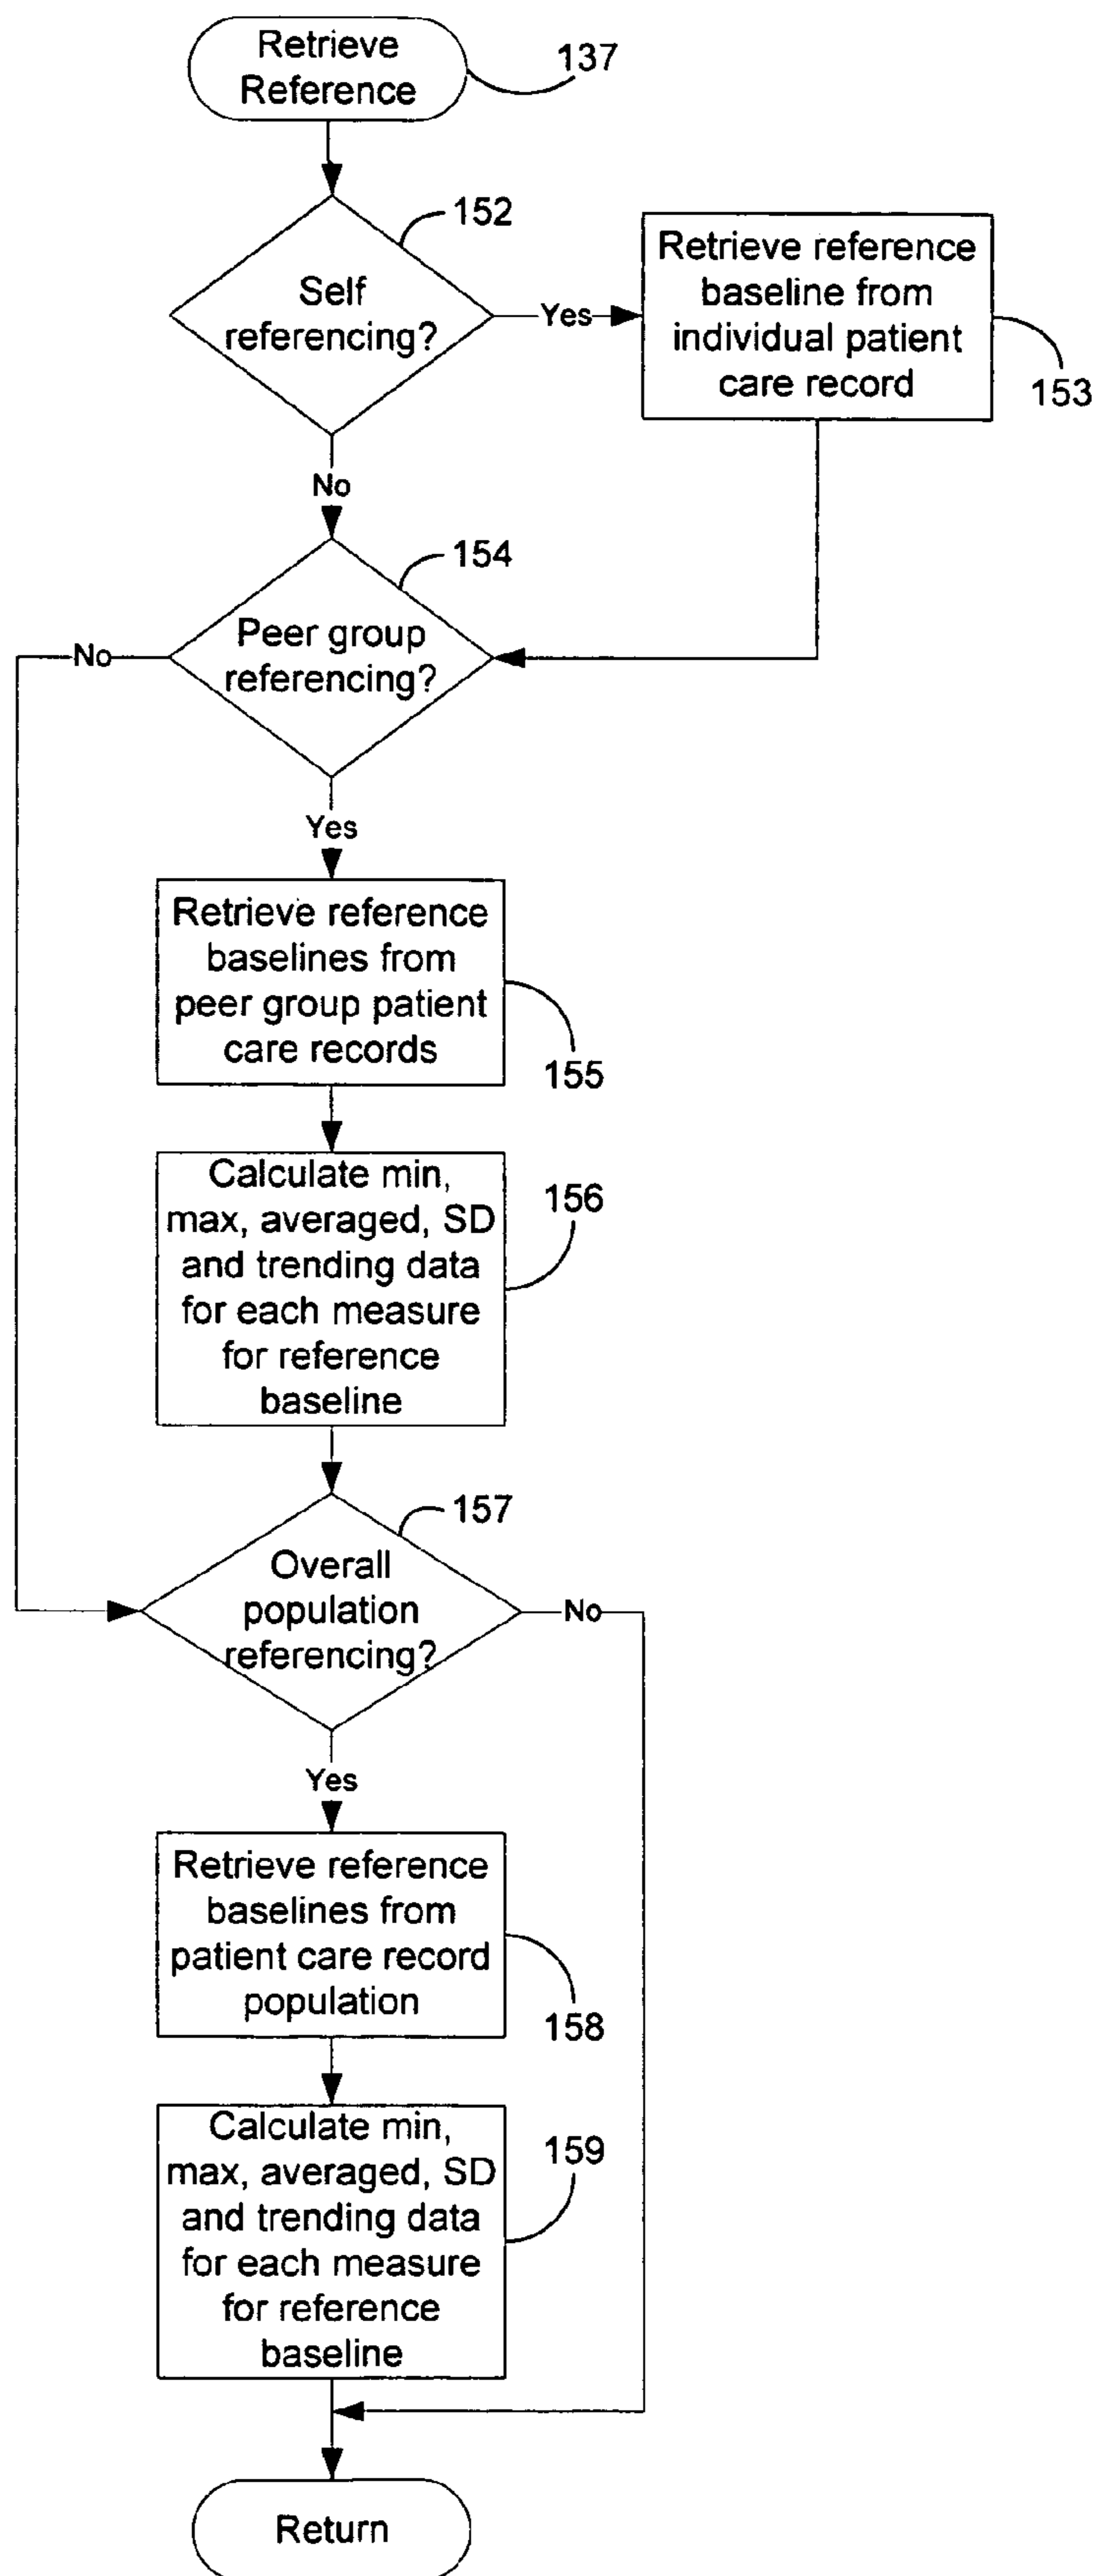 Retrieve
Reference
137
152
Self
referencing?
Yes
Retrieve reference
baseline from
individual patient
care record
153
No
154
Peer group
referencing?
No
Yes
Retrieve reference
baselines from
peer group patient
care records
155
Calculate min,
max, averaged, SD
and trending data
for each measure
for reference
baseline
156
157
Overall
population
referencing?
No
Yes
Retrieve reference
baselines from
patient care record
population
158
Calculate min,
max, averaged, SD
and trending data
for each measure
for reference
baseline
159
Return